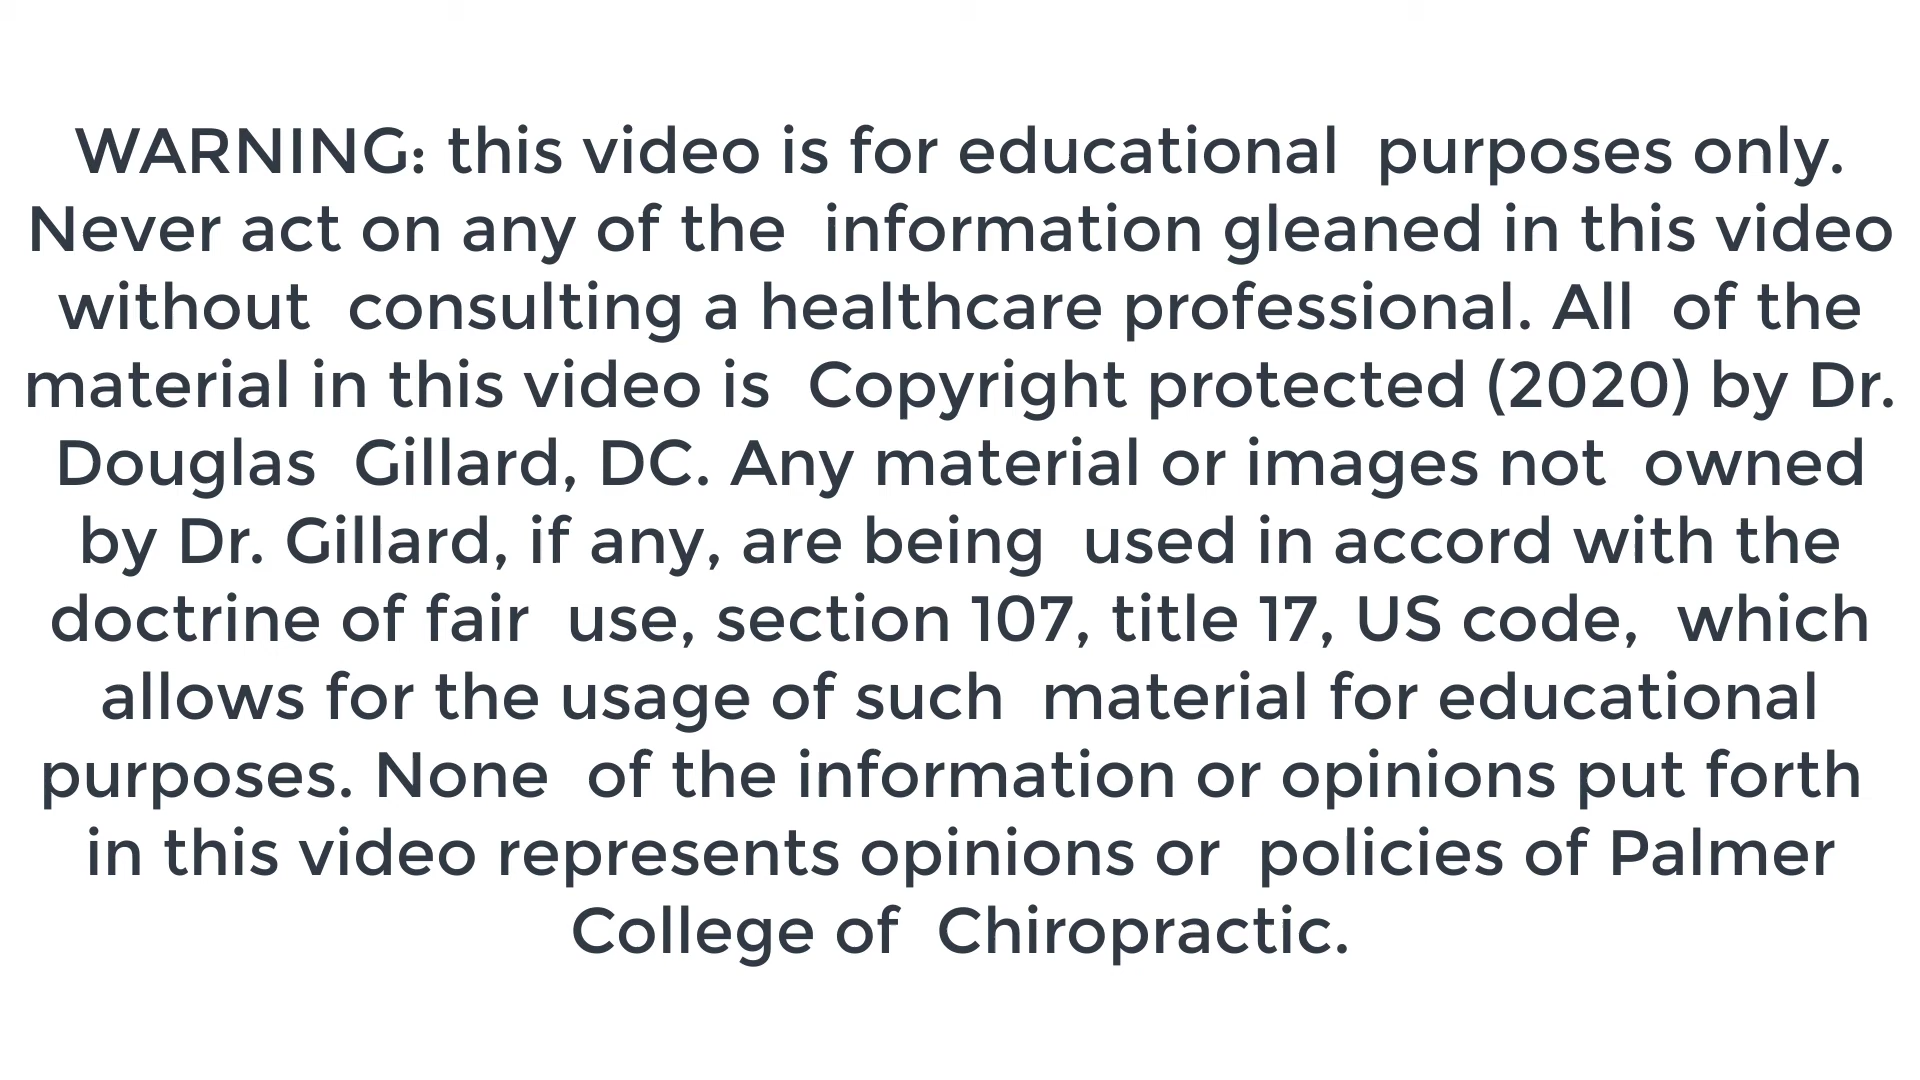 WARNING: this video is for educational  purposes only.
Never act on any of the  information gleaned in this video
without  consulting a healthcare professional. All  of the
material in this video is  Copyright protected (2020) by Dr.
Douglas  Gillard, DC. Any material or images not  owned
by Dr. Gillard, if any, are being  used in accord with the
doctrine of fair  use, section 107, title 17, US code,  which
allows for the usage of such  material for educational
purposes. None  of the information or opinions put forth
in this video represents opinions or  policies of Palmer
College of  Chiropractic.